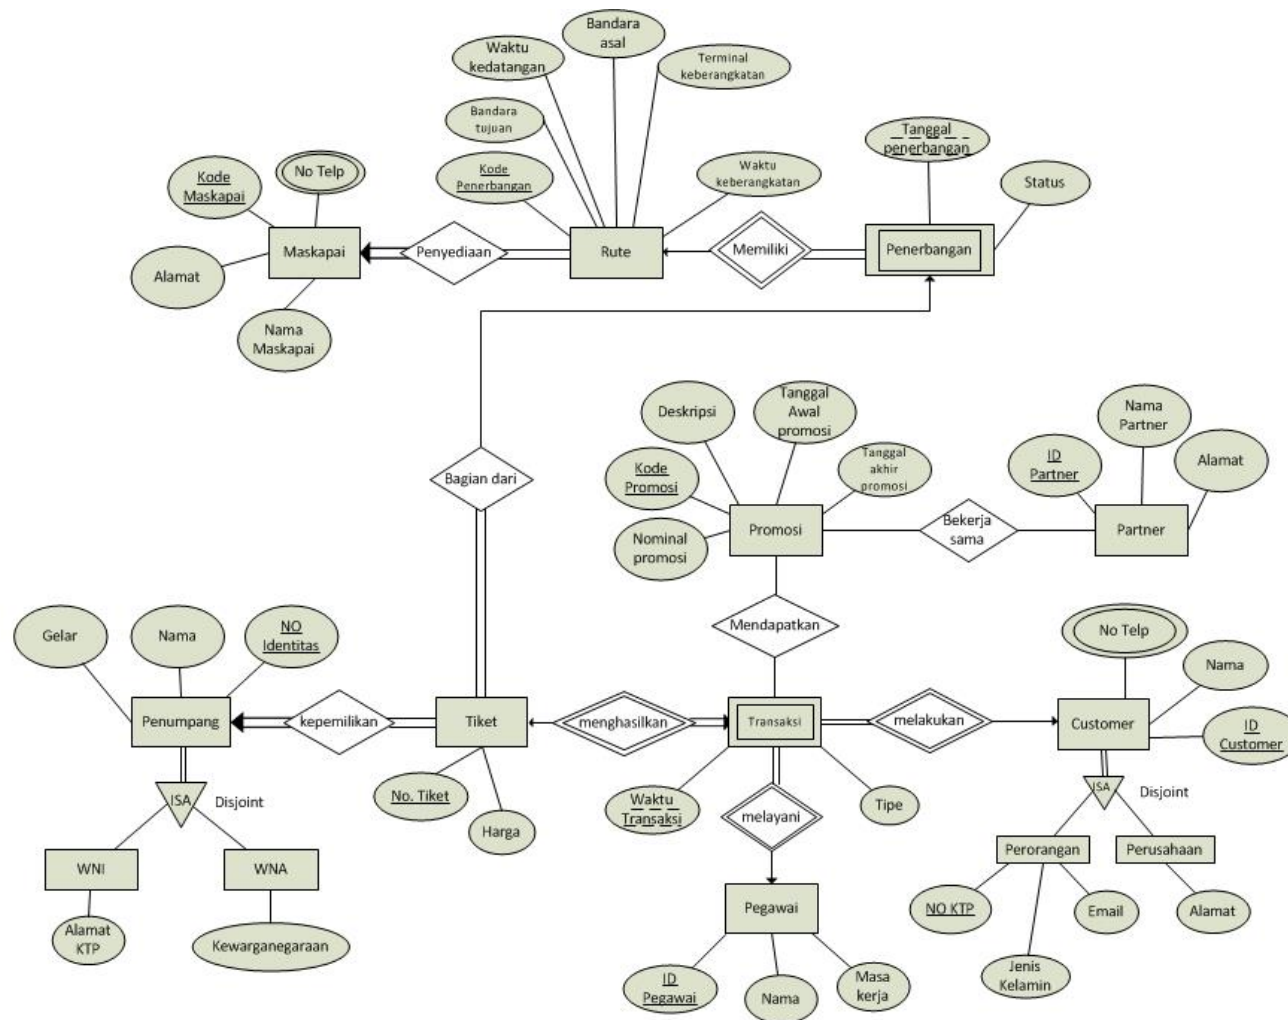 Bandara
asal
Waktu
kedatangan
Terminal
keberangkatan
Bandara
tujuan
Tanggal
penerbangan
Kode
Maskapai
No Telp
Kode
Penerbangan
Waktu
keberangkatan
Status
Maskapai
Penyediaan
Rute
Memiliki
Penerbangan
Alamat
Nama
Maskapai
Deskripsi
Tanggal
Awal
promosi
Nama
Partner
Bagian dari
Kode
Promosi
Tanggal
akhir
promosi
ID
Partner
Alamat
Nominal
promosi
Promosi
Bekerja
sama
Partner
Gelar
Nama
NO
Identitas
Mendapatkan
No Telp
Nama
Penumpang
kepemilikan
Tiket
menghasilkan
Transaksi
melakukan
Customer
ID
Customer
ISA
Disjoint
No. Tiket
Harga
Waktu
Transaksi
Tipe
melayani
ISA
Disjoint
Perorangan
Perusahaan
WNI
WNA
Pegawai
NO KTP
Email
Alamat
Alamat
KTP
Kewarganegaraan
Jenis
Kelamin
ID
Pegawai
Nama
Masa
kerja